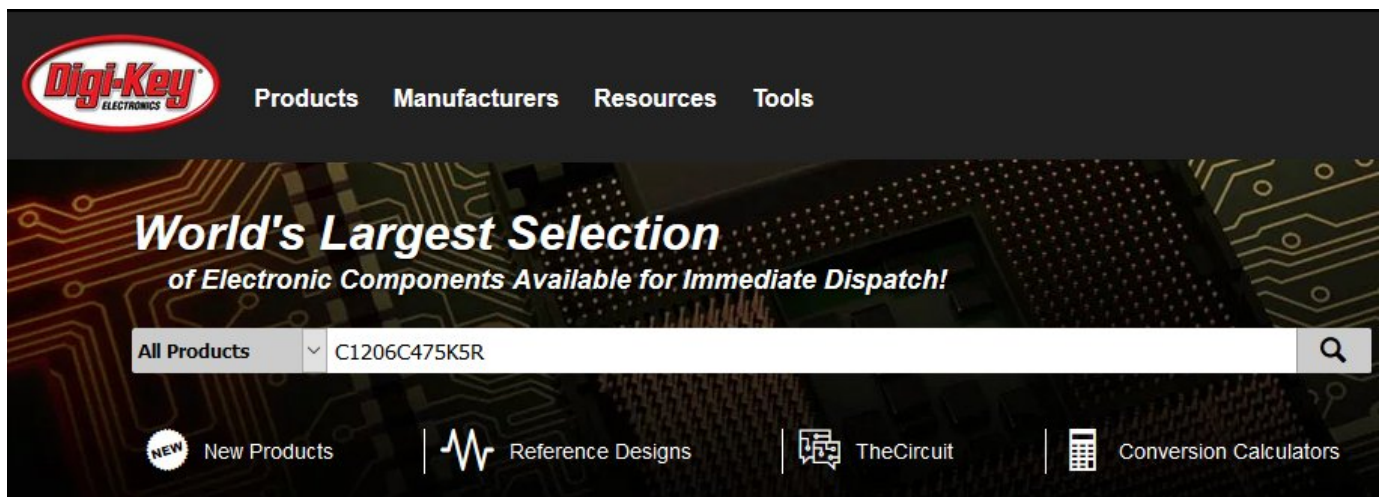 Digi-Key
ELECTRONICS
Products Manufacturers Resources Tools
World's Largest Selection
of Electronic Components Available for Immediate Dispatch!
All Products C1206C475K5R
NEW New Products Reference Designs TheCircuit Conversion Calculators